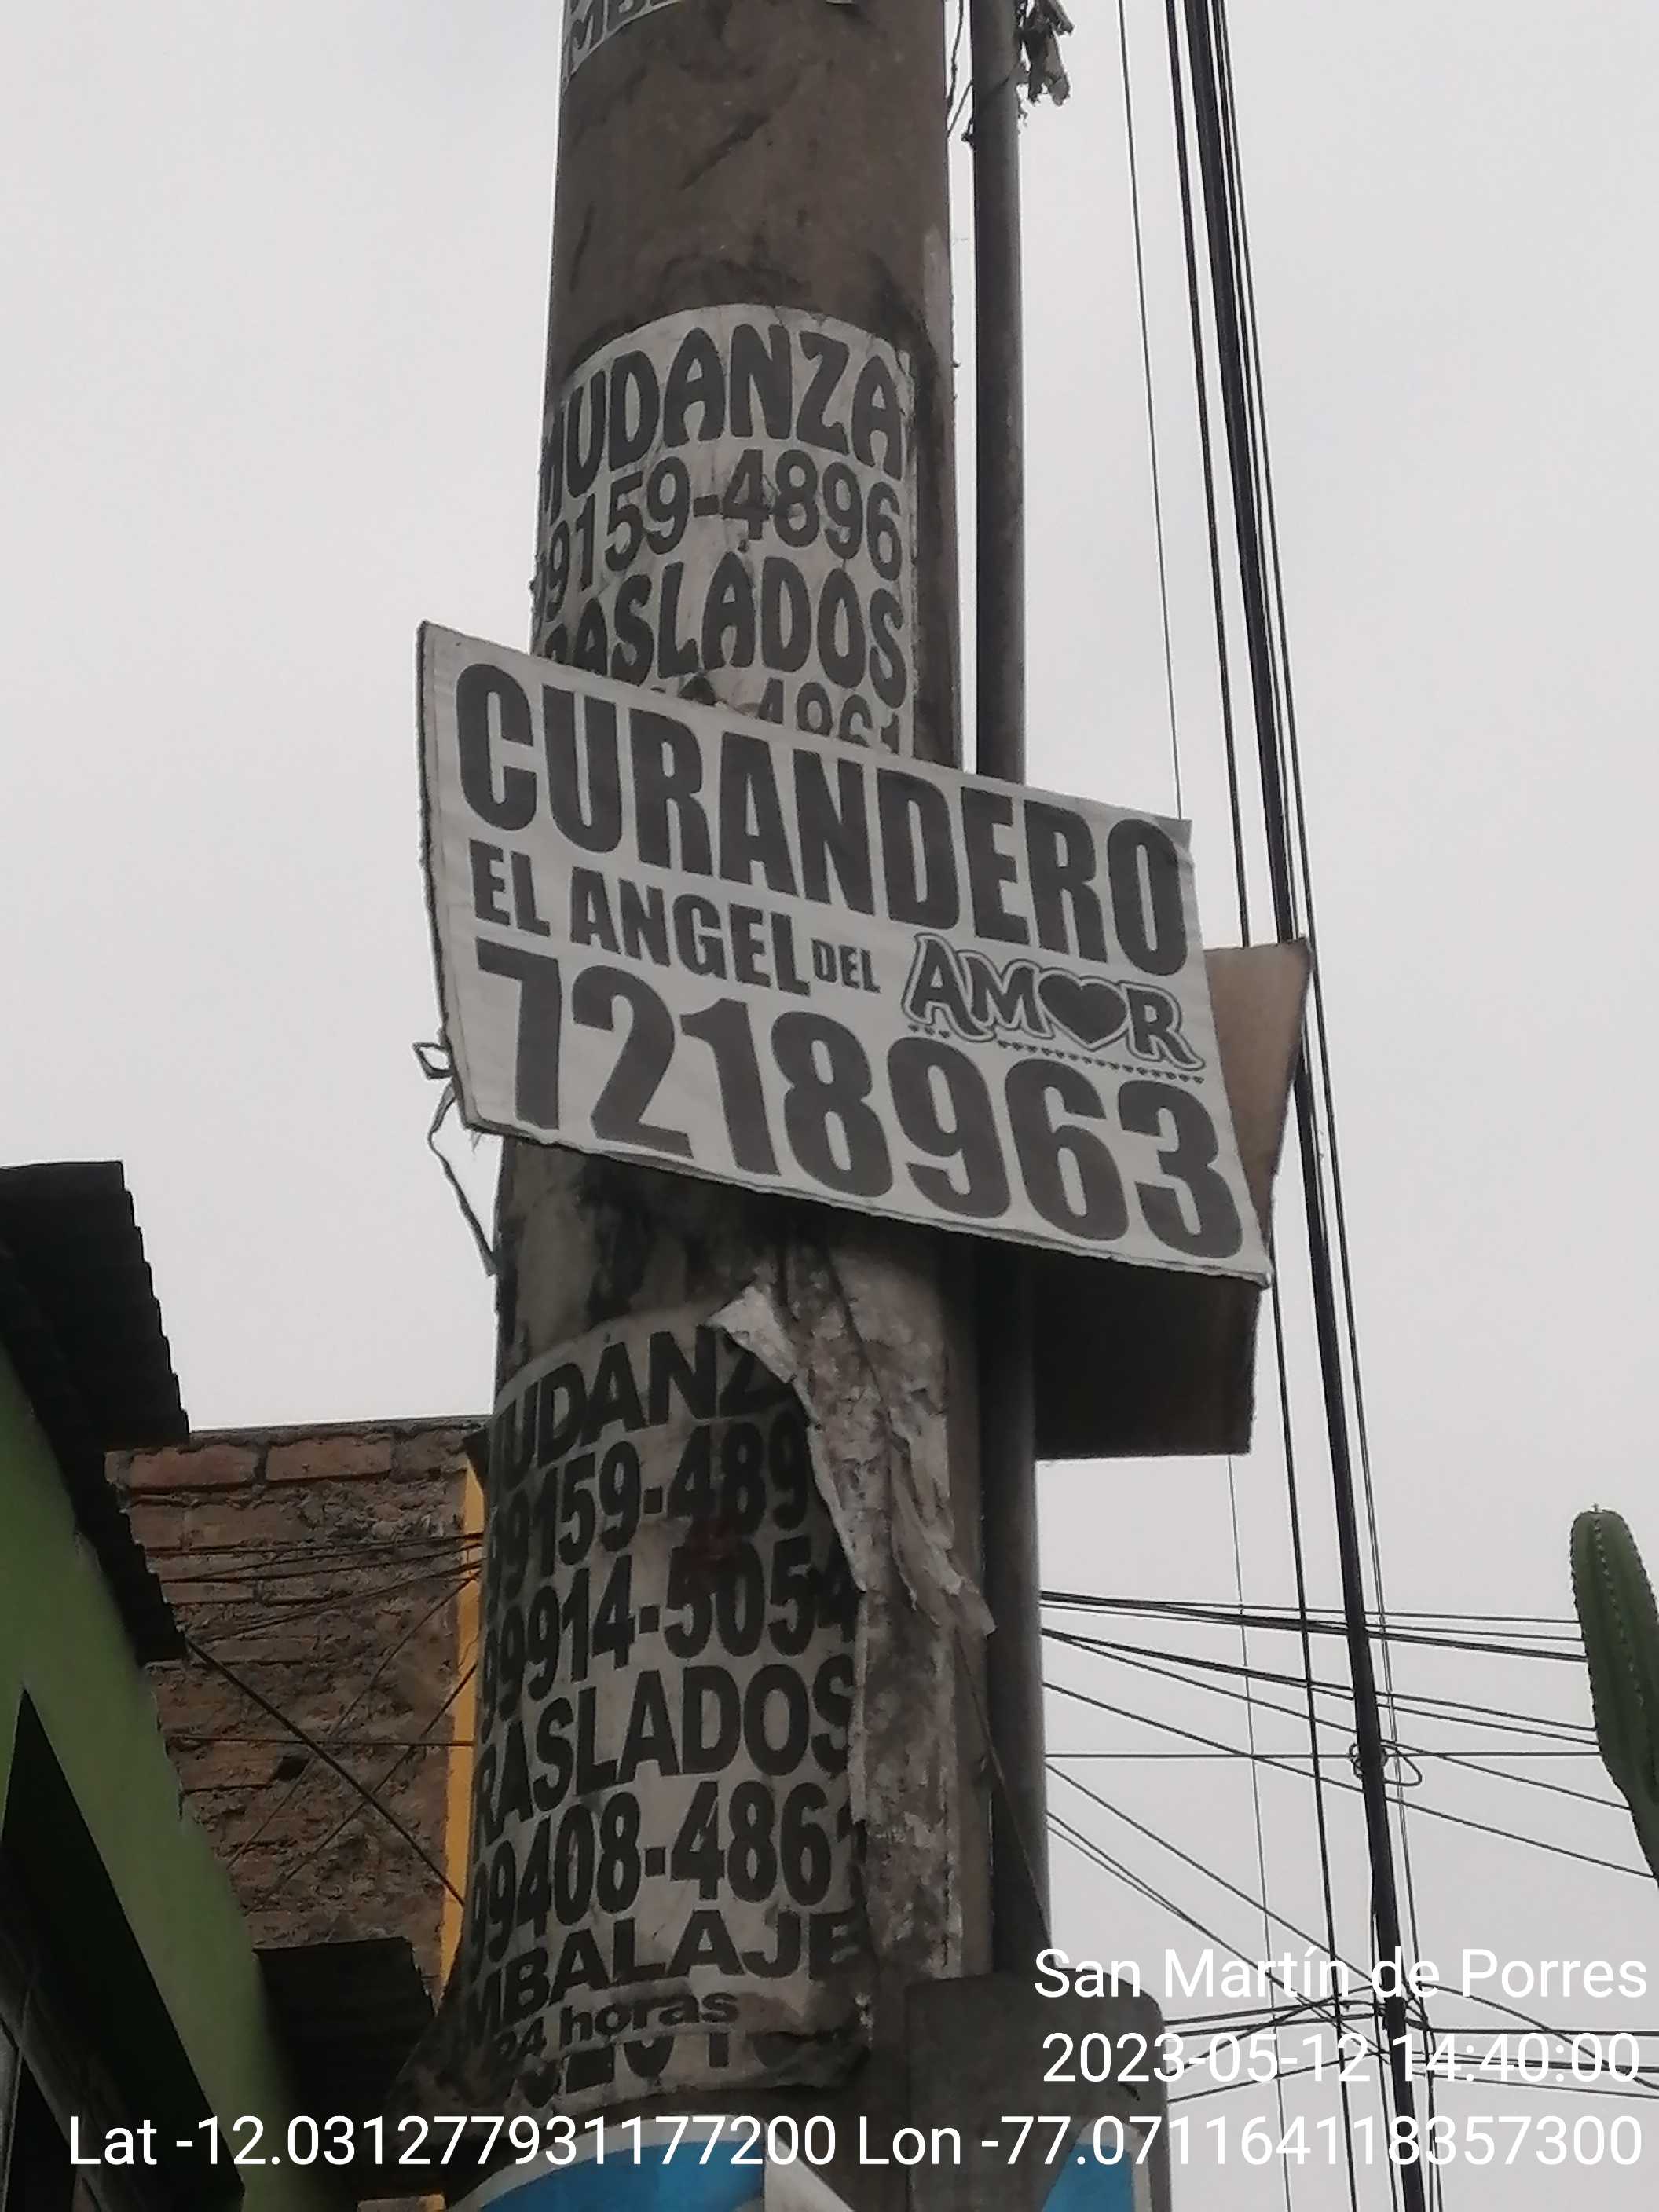 MUDANZA
9159-4896
RASLADOS
CURANDERO
EL ANGEL DEL AMOR
7218963
UDANZ
99159-489
99914-5054
RASLADOS
99408-4861
MBALAJE
24 horas
San Martín de Porres
2023-05-12 14:40:00
Lat -12.031277931177200 Lon -77.071164118357300